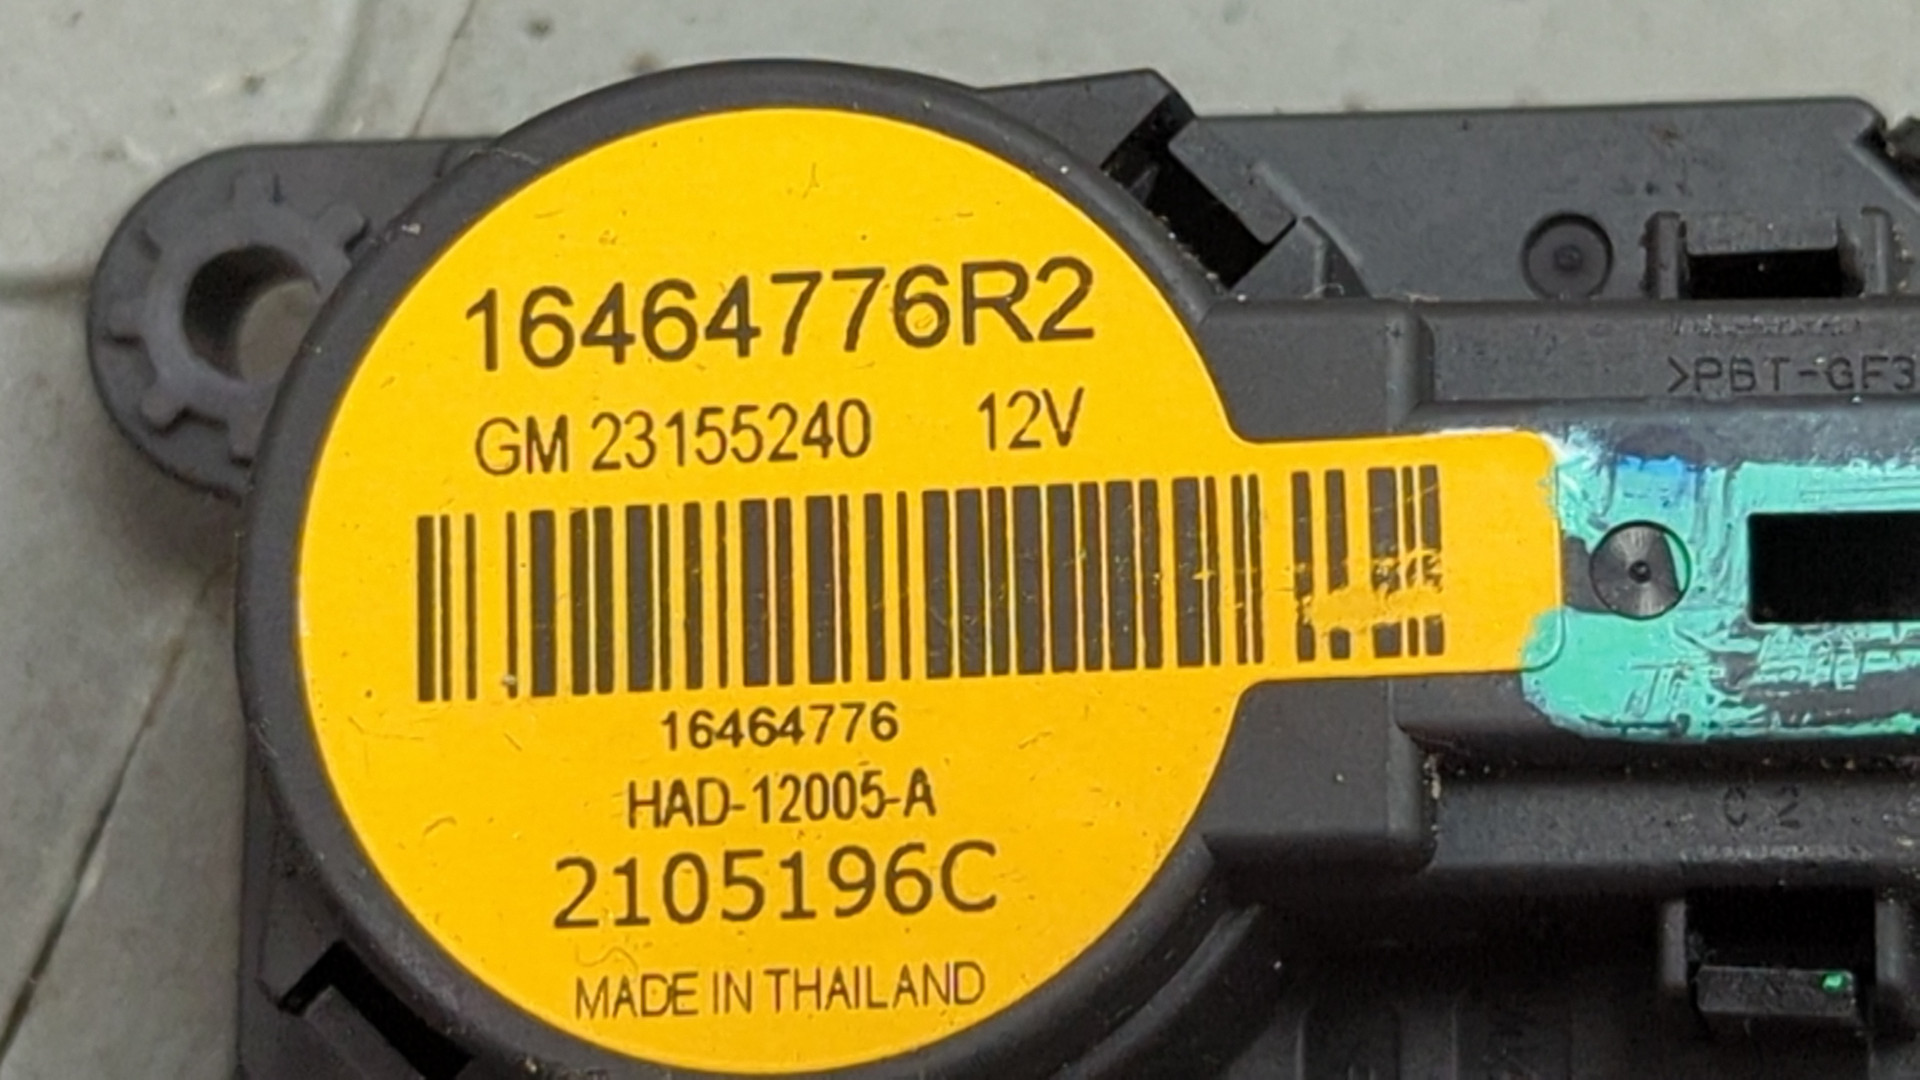 16464776R2
GM 23155240 12V
>PBT-GF3
16464776
HAD-12005-A
2105196C
MADE IN THAILAND